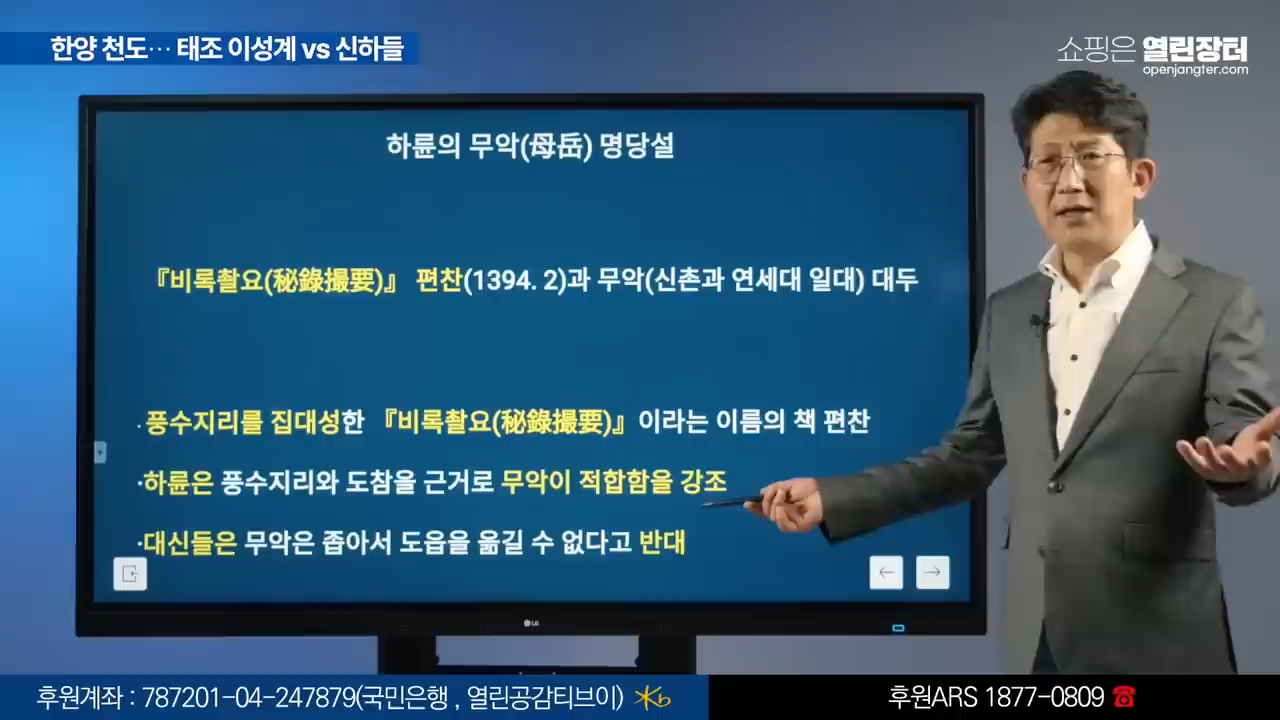 한양 천도… 태조 이성계 vs 신하들
쇼핑은 열린장터
openjangter.com
하륜의 무악(母岳) 명당설
『비록촬요(秘錄撮要)』 편찬(1394. 2)과 무악(신촌과 연세대 일대) 대두
·풍수지리를 집대성한 『비록촬요(秘錄撮要)』이라는 이름의 책 편찬
·하륜은 풍수지리와 도참을 근거로 무악이 적합함을 강조
·대신들은 무악은 좁아서 도읍을 옮길 수 없다고 반대
LG
후원계좌 : 787201-04-247879(국민은행 , 열린공감티브이) KB
후원ARS 1877-0809